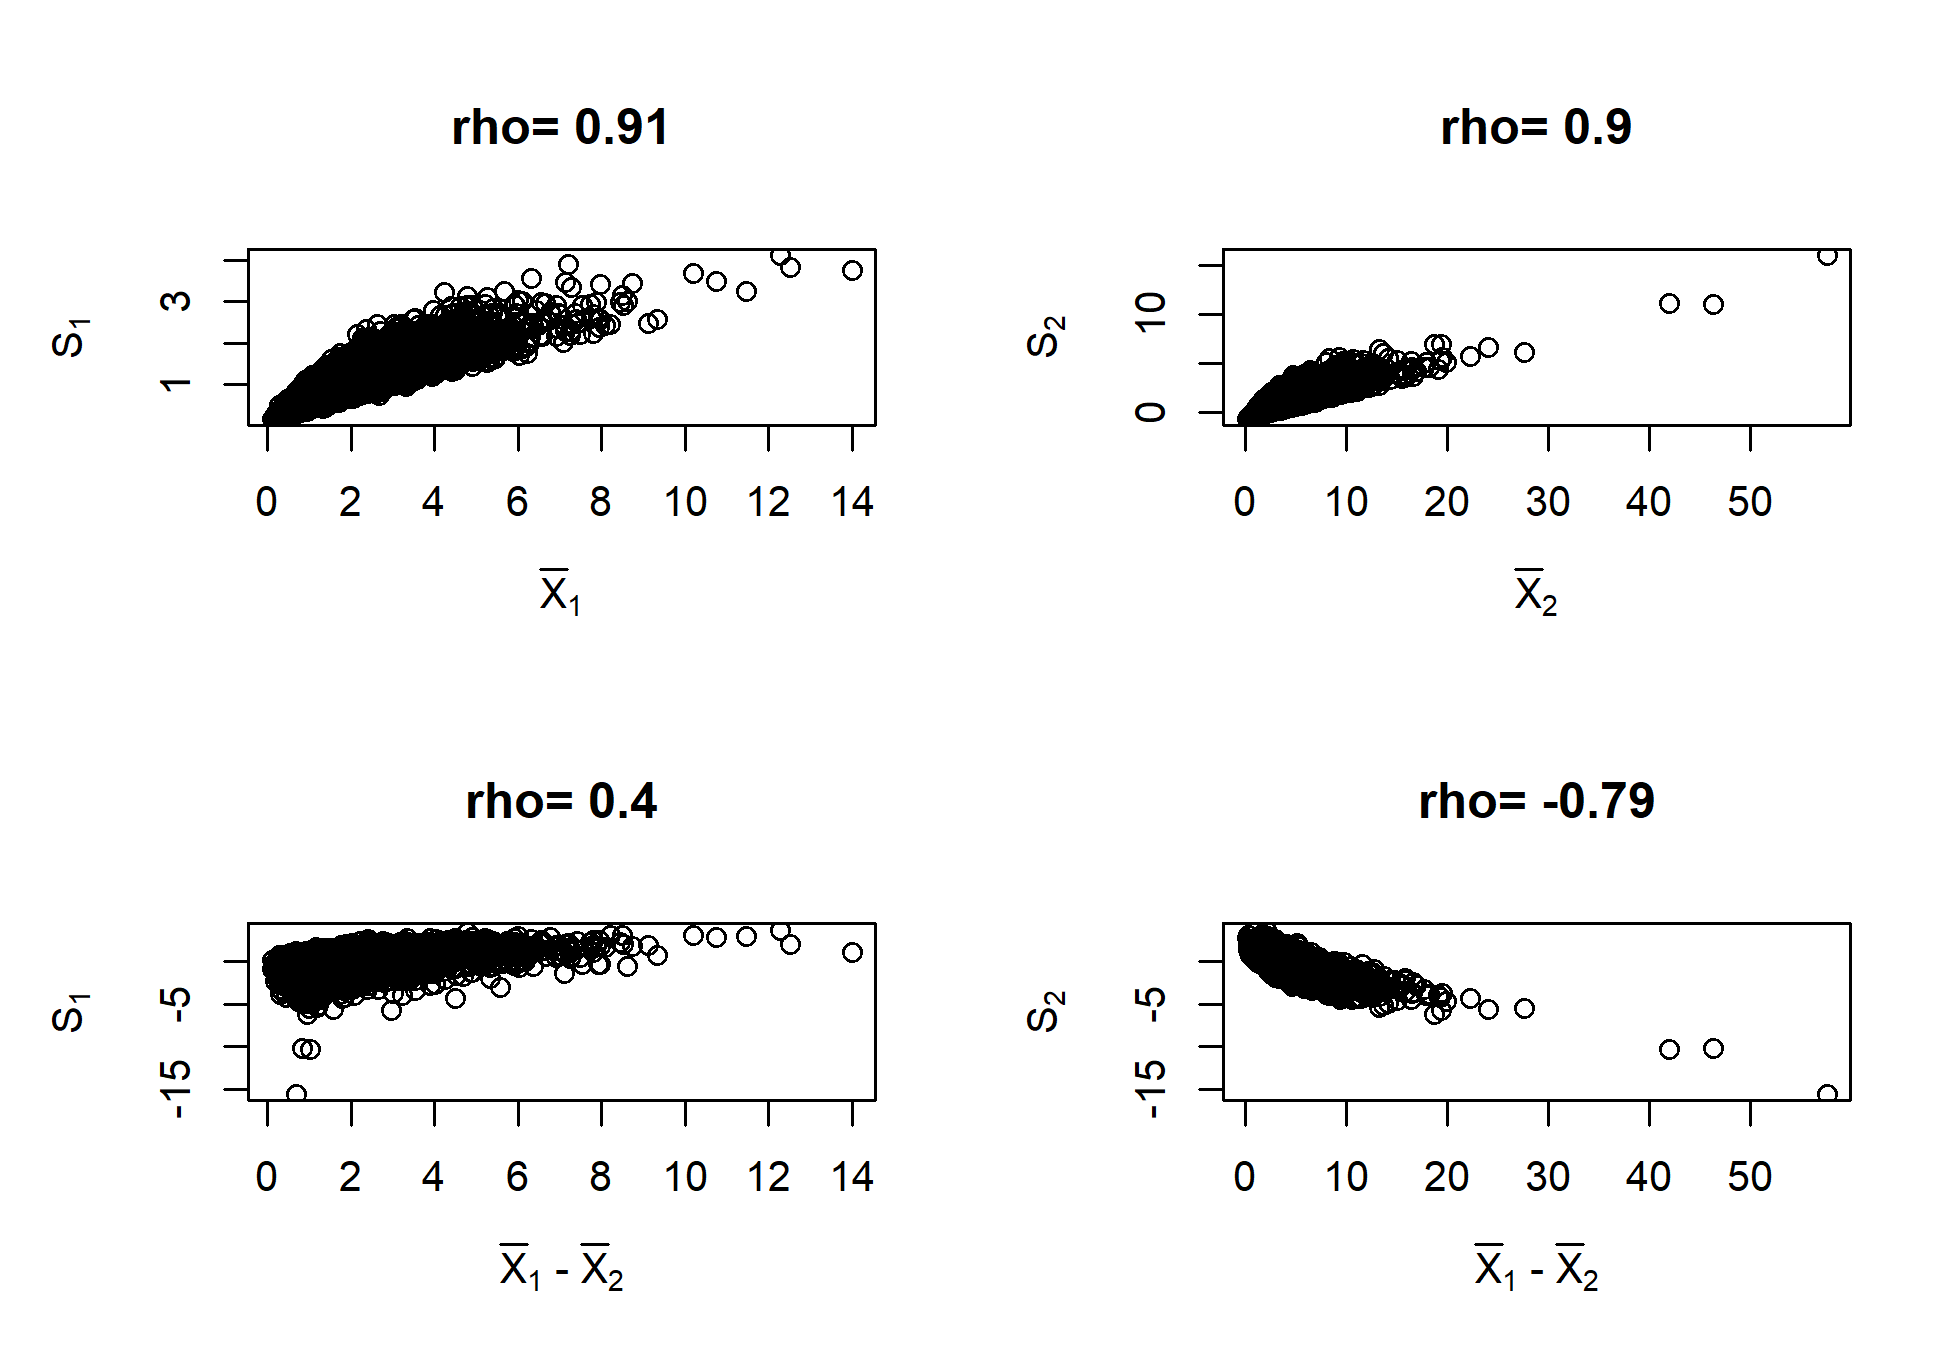 rho= 0.91
S₁
1 3
0 2 4 6 8 10 12 14
X̅₁
rho= 0.9
S₂
0 10
0 10 20 30 40 50
X̅₂
rho= 0.4
S₁
-15 -5
0 2 4 6 8 10 12 14
X̅₁ - X̅₂
rho= -0.79
S₂
-15 -5
0 10 20 30 40 50
X̅₁ - X̅₂